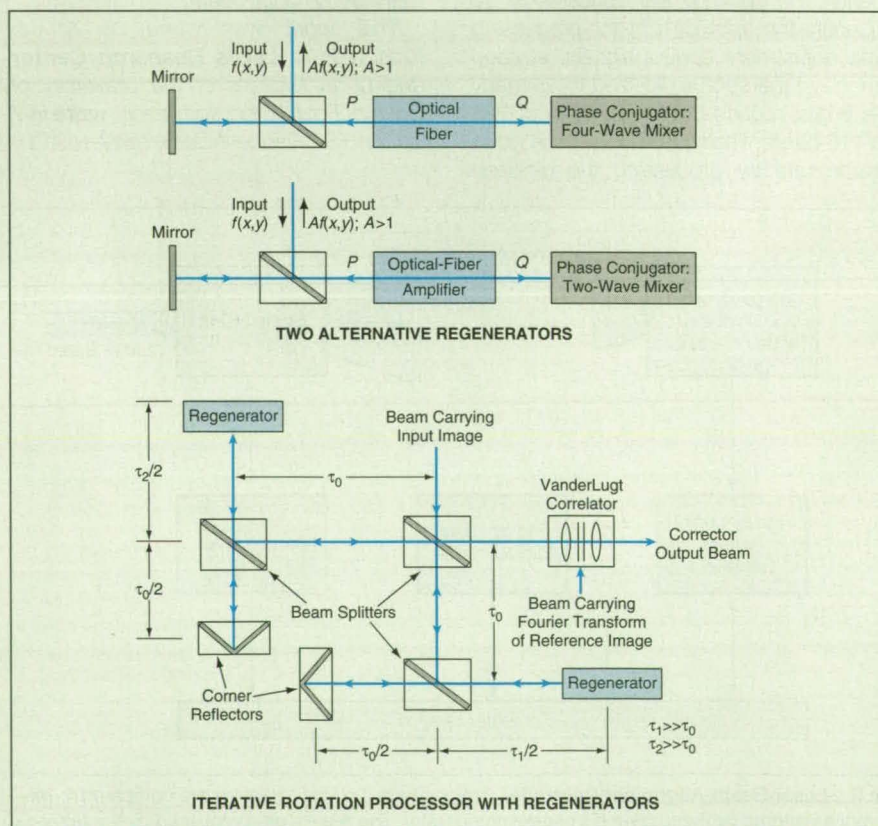 Input Output
f(x,y) Af(x,y); A>1
Mirror
P
Optical
Fiber
Q
Phase Conjugator:
Four-Wave Mixer
Input Output
f(x,y) Af(x,y); A>1
Mirror
P
Optical-Fiber
Amplifier
Q
Phase Conjugator:
Two-Wave Mixer
TWO ALTERNATIVE REGENERATORS
Regenerator
Beam Carrying
Input Image
τ2/2
τ0
VanderLugt
Correlator
Corrector
Output Beam
τ0/2
Beam Splitters
τ0
Beam Carrying
Fourier Transform
of Reference Image
Corner
Reflectors
Regenerator
τ1>>τ0
τ2>>τ0
τ0/2
τ1/2
ITERATIVE ROTATION PROCESSOR WITH REGENERATORS